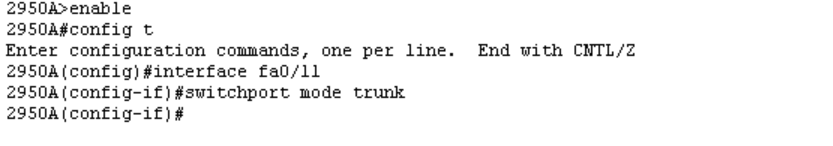 2950A>enable
2950A#config t
Enter configuration commands, one per line.  End with CNTL/Z
2950A(config)#interface fa0/11
2950A(config-if)#switchport mode trunk
2950A(config-if)#